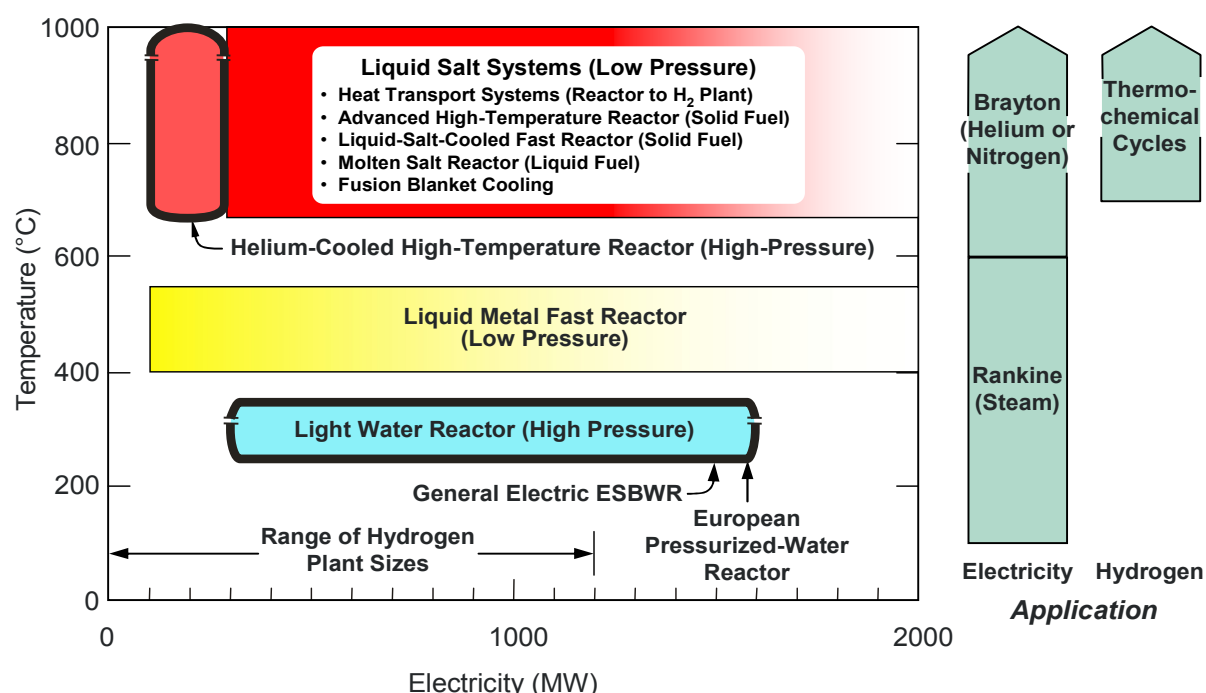 1000
800
600
400
200
0
Temperature (°C)
Liquid Salt Systems (Low Pressure)
• Heat Transport Systems (Reactor to H₂ Plant)
• Advanced High-Temperature Reactor (Solid Fuel)
• Liquid-Salt-Cooled Fast Reactor (Solid Fuel)
• Molten Salt Reactor (Liquid Fuel)
• Fusion Blanket Cooling
Helium-Cooled High-Temperature Reactor (High-Pressure)
Liquid Metal Fast Reactor
(Low Pressure)
Light Water Reactor (High Pressure)
General Electric ESBWR
European
Pressurized-Water
Reactor
Range of Hydrogen
Plant Sizes
0
1000
2000
Electricity (MW)
Brayton
(Helium or
Nitrogen)
Rankine
(Steam)
Thermo-
chemical
Cycles
Electricity
Hydrogen
Application